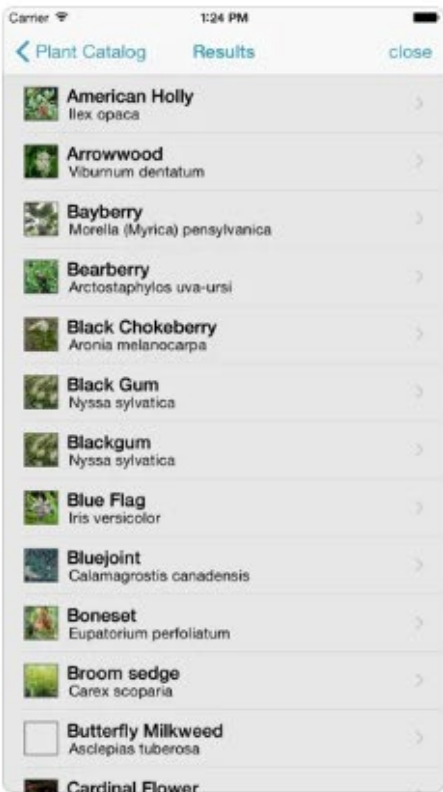 Carrier 1:24 PM
Plant Catalog Results close
American Holly
Ilex opaca
Arrowwood
Viburnum dentatum
Bayberry
Morella (Myrica) pensylvanica
Bearberry
Arctostaphylos uva-ursi
Black Chokeberry
Aronia melanocarpa
Black Gum
Nyssa sylvatica
Blackgum
Nyssa sylvatica
Blue Flag
Iris versicolor
Bluejoint
Calamagrostis canadensis
Boneset
Eupatorium perfoliatum
Broom sedge
Carex scoparia
Butterfly Milkweed
Asclepias tuberosa
Cardinal Flower